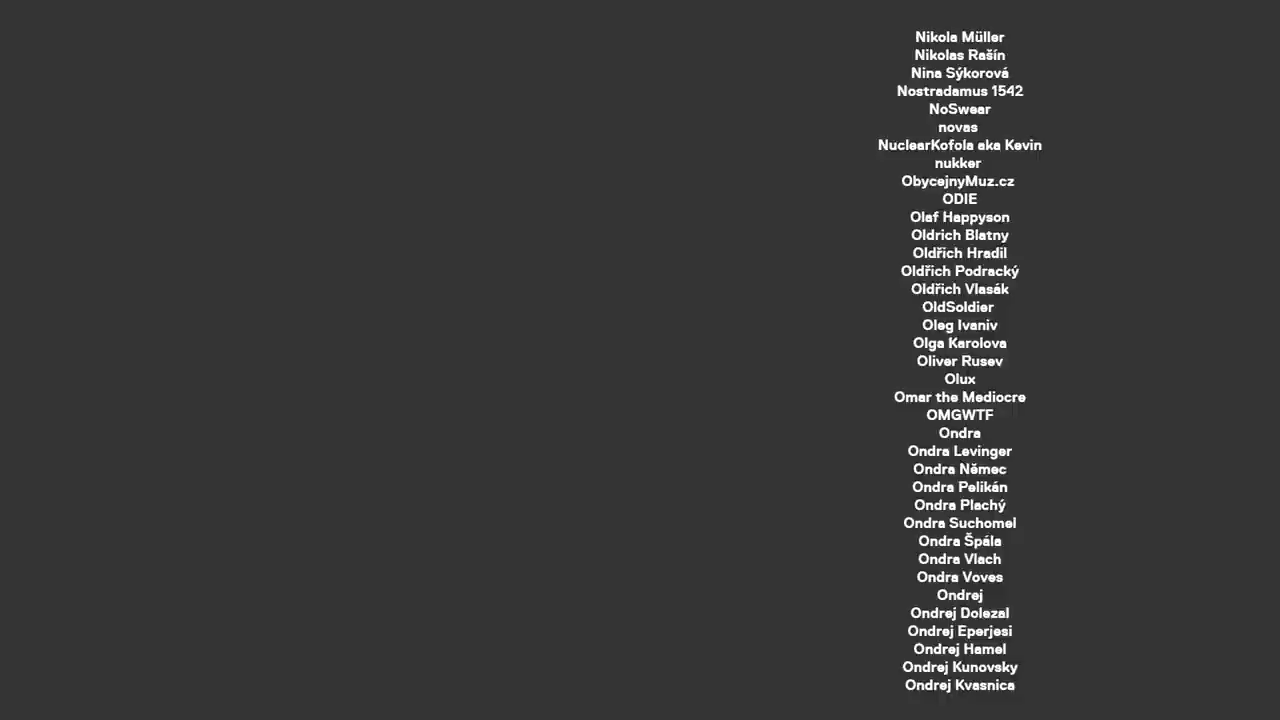 Nikola Müller
Nikolas Rašín
Nina Sýkorová
Nostradamus 1542
NoSwear
novas
NuclearKofola aka Kevin
nukker
ObycejnyMuz.cz
ODIE
Olaf Happyson
Oldrich Blatny
Oldřich Hradil
Oldřich Podracký
Oldřich Vlasák
OldSoldier
Oleg Ivaniv
Olga Karolova
Oliver Rusev
Olux
Omar the Mediocre
OMGWTF
Ondra
Ondra Levinger
Ondra Němec
Ondra Pelikán
Ondra Plachý
Ondra Suchomel
Ondra Špála
Ondra Vlach
Ondra Voves
Ondrej
Ondrej Dolezal
Ondrej Eperjesi
Ondrej Hamel
Ondrej Kunovsky
Ondrej Kvasnica